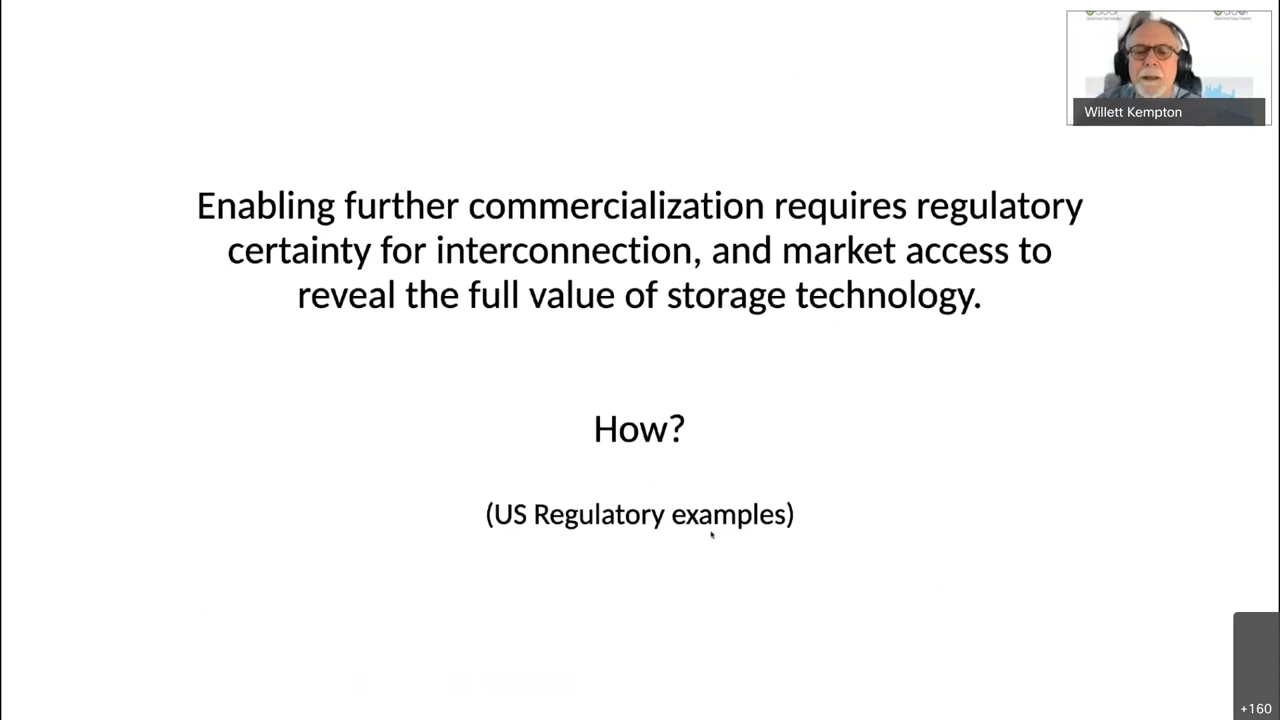 Willett Kempton
Enabling further commercialization requires regulatory
certainty for interconnection, and market access to
reveal the full value of storage technology.
How?
(US Regulatory examples)
+160